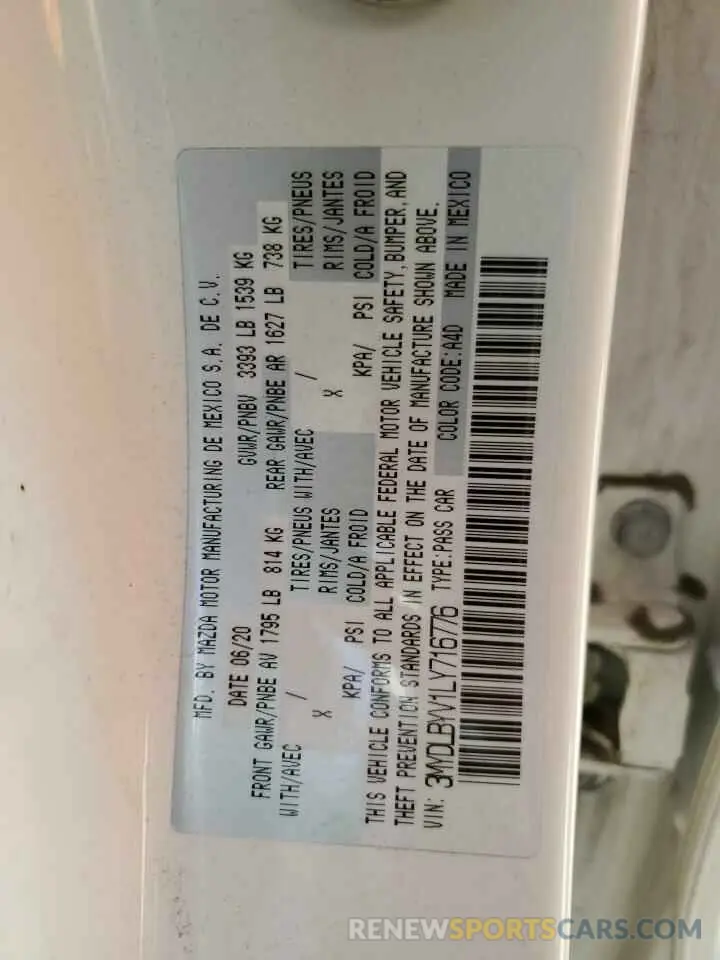 MFD. BY MAZDA MOTOR MANUFACTURING DE MEXICO S.A. DE C.V.
DATE 06/20 GVWR/PNBV 3393 LB 1539 KG
FRONT GAWR/PNBE AV 1795 LB 814 KG REAR GAWR/PNBE AR 1627 LB 738 KG
WITH/AVEC / TIRES/PNEUS WITH/AVEC / TIRES/PNEUS
X RIMS/JANTES X RIMS/JANTES
KPA/ PSI COLD/A FROID KPA/ PSI COLD/A FROID
THIS VEHICLE CONFORMS TO ALL APPLICABLE FEDERAL MOTOR VEHICLE SAFETY, BUMPER, AND
THEFT PREVENTION STANDARDS IN EFFECT ON THE DATE OF MANUFACTURE SHOWN ABOVE.
VIN: 3MYDLBYV1LY716776 TYPE:PASS CAR COLOR CODE:A4D MADE IN MEXICO
RENEWSPORTSCARS.COM